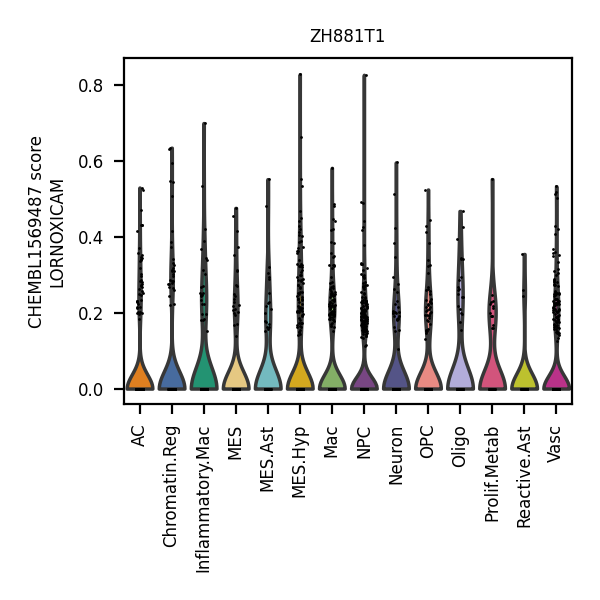 ZH881T1
CHEMBL1569487 score
LORNOXICAM
0.8
0.6
0.4
0.2
0.0
AC
Chromatin.Reg
Inflammatory.Mac
MES
MES.Ast
MES.Hyp
Mac
NPC
Neuron
OPC
Oligo
Prolif.Metab
Reactive.Ast
Vasc